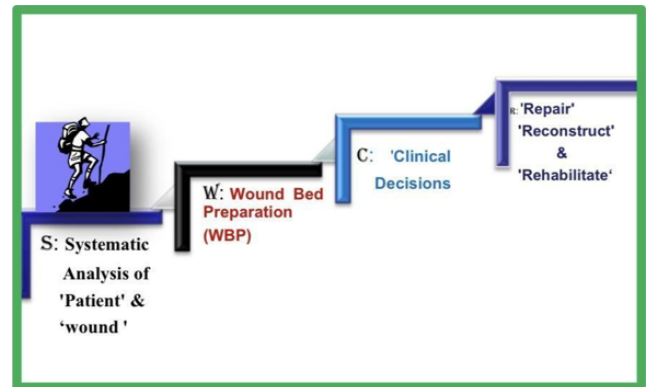 S: Systematic
Analysis of
'Patient' &
‘wound '
W: Wound Bed
Preparation
(WBP)
C: 'Clinical
Decisions
R: 'Repair'
'Reconstruct'
&
'Rehabilitate‘